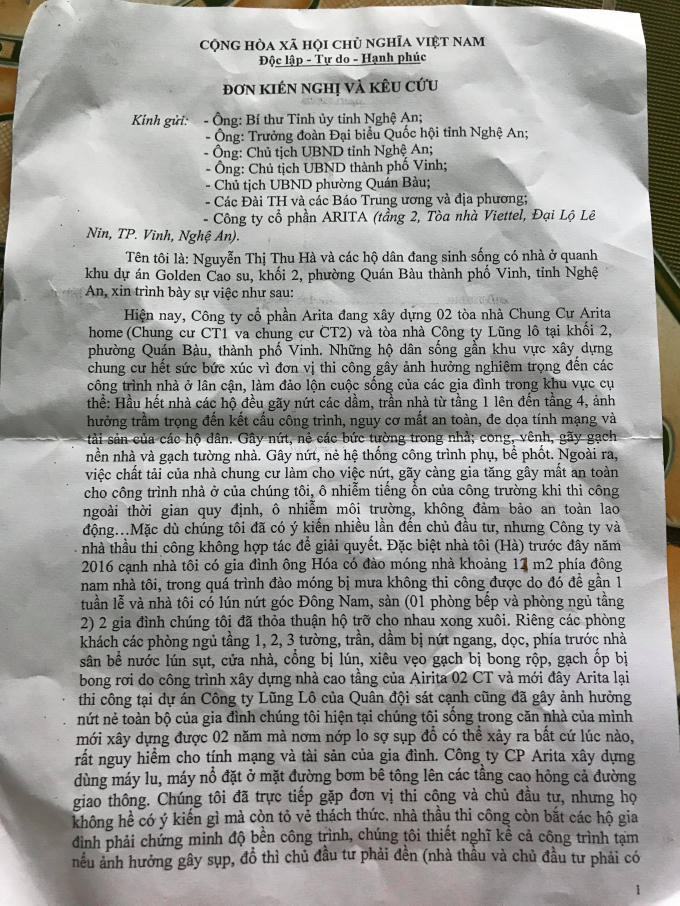 CỘNG HÒA XÃ HỘI CHỦ NGHĨA VIỆT NAM
Độc lập - Tự do - Hạnh phúc
ĐƠN KIẾN NGHỊ VÀ KÊU CỨU
Kính gửi: - Ông: Bí thư Tỉnh ủy tỉnh Nghệ An;
- Ông: Trưởng đoàn Đại biểu Quốc hội tỉnh Nghệ An;
- Ông: Chủ tịch UBND tỉnh Nghệ An;
- Ông: Chủ tịch UBND thành phố Vinh;
- Chủ tịch UBND phường Quán Bàu;
- Các Đài TH và các Báo Trung ương và địa phương;
- Công ty cổ phần ARITA (tầng 2, Tòa nhà Viettel, Đại Lộ Lê
Nin, TP. Vinh, Nghệ An).
Tên tôi là: Nguyễn Thị Thu Hà và các hộ dân đang sinh sống có nhà ở quanh
khu dự án Golden Cao su, khối 2, phường Quán Bàu thành phố Vinh, tỉnh Nghệ
An, xin trình bày sự việc như sau:
Hiện nay, Công ty cổ phần Arita đang xây dựng 02 tòa nhà Chung Cư Arita
home (Chung cư CT1 va chung cư CT2) và tòa nhà Công ty Lũng lô tại khối 2,
phường Quán Bàu, thành phố Vinh. Những hộ dân sống gần khu vực xây dựng
chung cư hết sức bức xúc vì đơn vị thi công gây ảnh hưởng nghiêm trọng đến các
công trình nhà ở lân cận, làm đảo lộn cuộc sống của các gia đình trong khu vực cụ
thể: Hầu hết nhà các hộ đều gãy nứt các dầm, trần nhà từ tầng 1 lên đến tầng 4, ảnh
hưởng trầm trọng đến kết cấu công trình, nguy cơ mất an toàn, đe dọa tính mạng và
tài sản của các hộ dân. Gây nứt, nẻ các bức tường trong nhà; cong, vênh, gãy gạch
nền nhà và gạch tường nhà. Gây nứt, nẻ hệ thống công trình phụ, bể phốt. Ngoài ra,
việc chất tải của nhà chung cư làm cho việc nứt, gãy càng gia tăng gây mất an toàn
cho công trình nhà ở của chúng tôi, ô nhiễm tiếng ồn của công trường khi thi công
ngoài thời gian quy định, ô nhiễm môi trường, không đảm bảo an toàn lao
động…Mặc dù chúng tôi đã có ý kiến nhiều lần đến chủ đầu tư, nhưng Công ty và
nhà thầu thi công không hợp tác để giải quyết. Đặc biệt nhà tôi (Hà) trước đây năm
2016 cạnh nhà tôi có gia đình ông Hóa có đào móng nhà khoảng m2 phía đông
nam nhà tôi, trong quá trình đào móng bị mưa không thi công được do đó để gần 1
tuần lễ và nhà tôi có lún nứt góc Đông Nam, sàn (01 phòng bếp và phòng ngủ tầng
2) 2 gia đình chúng tôi đã thỏa thuận hộ trỡ cho nhau xong xuôi. Riêng các phòng
khách các phòng ngủ tầng 1, 2, 3 tường, trần, dầm bị nứt ngang, dọc, phía trước nhà
sân bể nước lún sụt, cửa nhà, cổng bị lún, xiêu vẹo gạch bị bong rộp, gạch ốp bị
bong rơi do công trình xây dựng nhà cao tầng của Airita 02 CT và mới đây Arita lại
thi công tại dự án Công ty Lũng Lô của Quân đội sát cạnh cũng đã gây ảnh hưởng
nứt nẻ toàn bộ của gia đình chúng tôi hiện tại chúng tôi sống trong căn nhà của mình
mới xây dựng được 02 năm mà nơm nớp lo sợ sụp đổ có thể xảy ra bất cứ lúc nào,
rất nguy hiểm cho tính mạng và tài sản của gia đình. Công ty CP Arita xây dựng
dùng máy lu, máy nổ đặt ở mặt đường bơm bê tông lên các tầng cao hỏng cả đường
giao thông. Chúng tôi đã trực tiếp gặp đơn vị thi công và chủ đầu tư, nhưng họ
không hề có ý kiến gì mà còn tỏ vẻ thách thức. nhà thầu thi công còn bắt các hộ gia
đình phải chứng minh độ bền công trình, chúng tôi thiết nghĩ kể cả công trình tạm
nếu ảnh hưởng gây sụp, đổ thì chủ đầu tư phải đền (nhà thầu và chủ đầu tư phải có
1